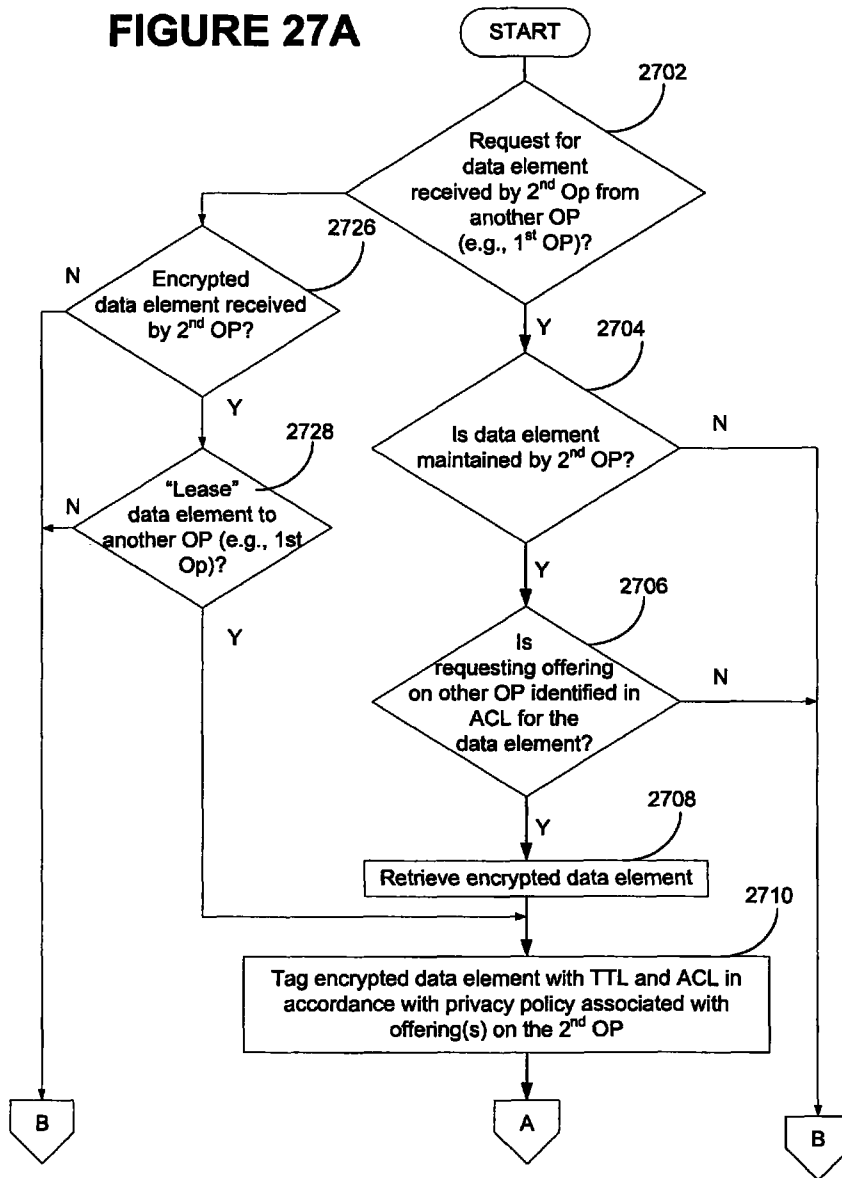 FIGURE 27A
START
2702
Request for
data element
received by 2nd Op from
another OP
(e.g., 1st OP)?
2726
N
Encrypted
data element received
by 2nd OP?
Y
2704
Y
N
Is data element
maintained by 2nd OP?
2728
"Lease"
N
data element to
another OP (e.g., 1st
Op)?
Y
2706
Y
Is
requesting offering
on other OP identified in
ACL for the
data element?
N
Y
2708
Retrieve encrypted data element
2710
Tag encrypted data element with TTL and ACL in
accordance with privacy policy associated with
offering(s) on the 2nd OP
B
A
B